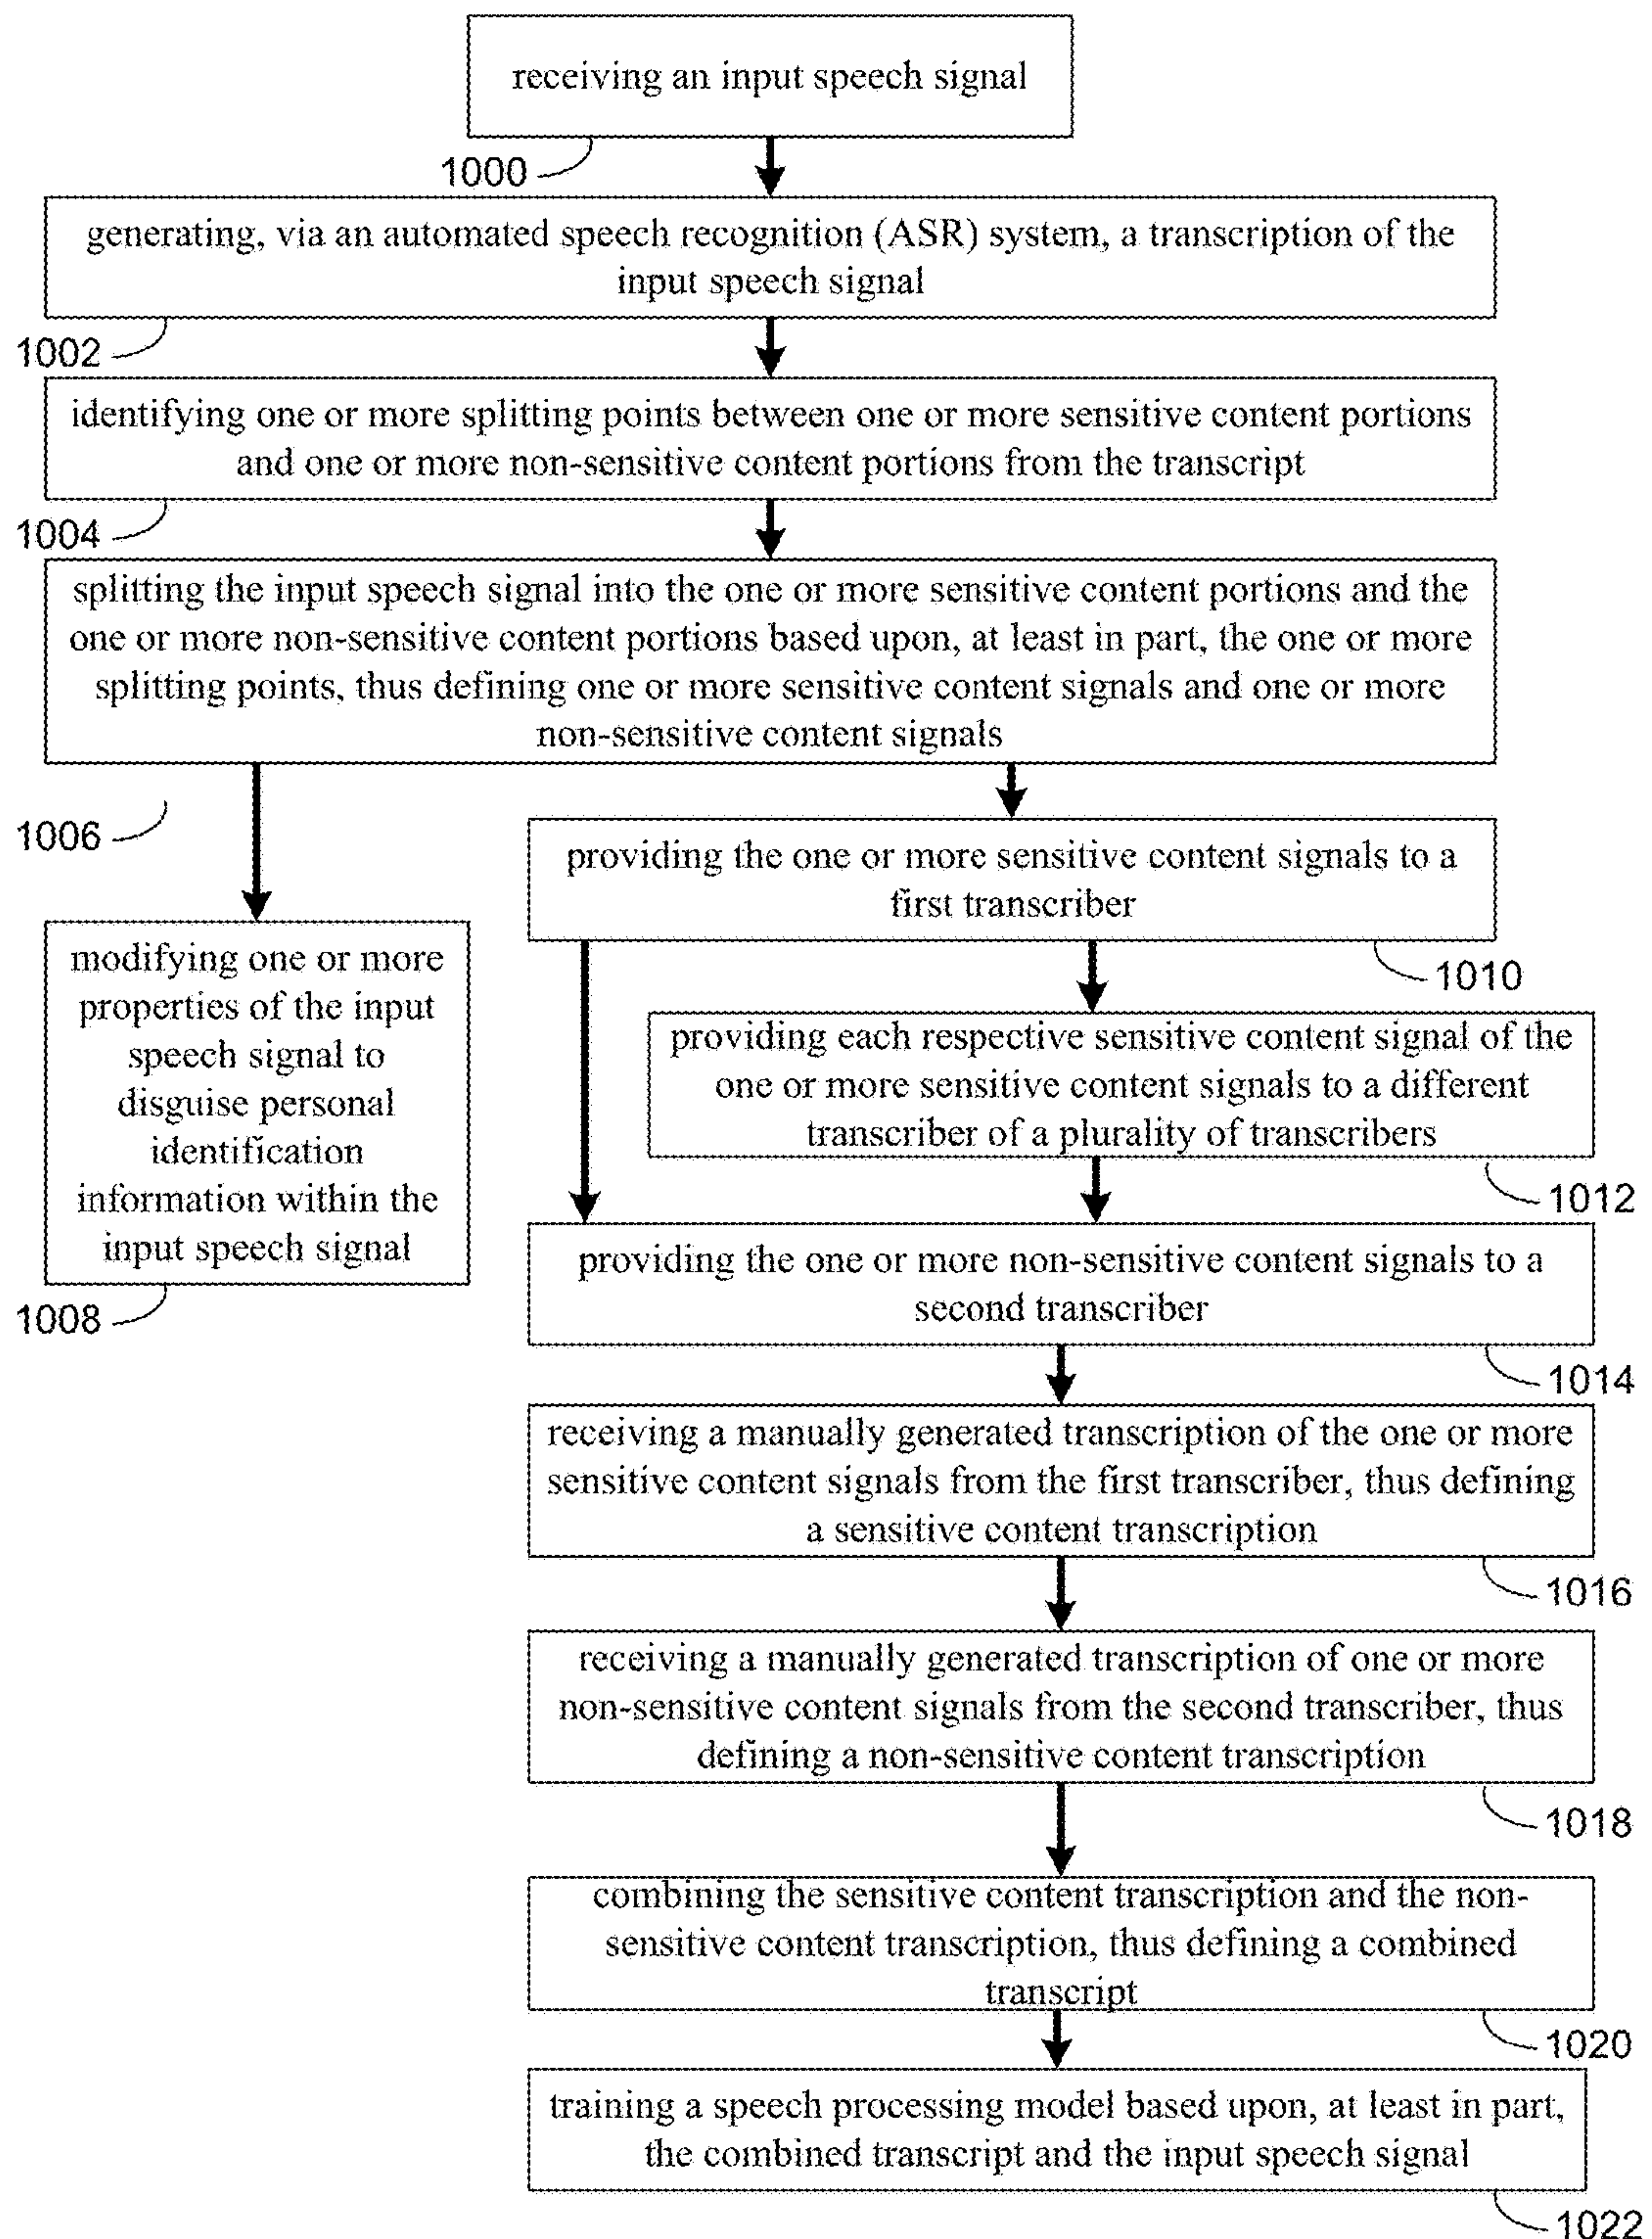 receiving an input speech signal
1000
generating, via an automated speech recognition (ASR) system, a transcription of the
input speech signal
1002
identifying one or more splitting points between one or more sensitive content portions
and one or more non-sensitive content portions from the transcript
1004
splitting the input speech signal into the one or more sensitive content portions and the
one or more non-sensitive content portions based upon, at least in part, the one or more
splitting points, thus defining one or more sensitive content signals and one or more
non-sensitive content signals
1006
modifying one or more
properties of the input
speech signal to
disguise personal
identification
information within the
input speech signal
1008
providing the one or more sensitive content signals to a
first transcriber
1010
providing each respective sensitive content signal of the
one or more sensitive content signals to a different
transcriber of a plurality of transcribers
1012
providing the one or more non-sensitive content signals to a
second transcriber
1014
receiving a manually generated transcription of the one or more
sensitive content signals from the first transcriber, thus defining
a sensitive content transcription
1016
receiving a manually generated transcription of one or more
non-sensitive content signals from the second transcriber, thus
defining a non-sensitive content transcription
1018
combining the sensitive content transcription and the non-
sensitive content transcription, thus defining a combined
transcript
1020
training a speech processing model based upon, at least in part,
the combined transcript and the input speech signal
1022